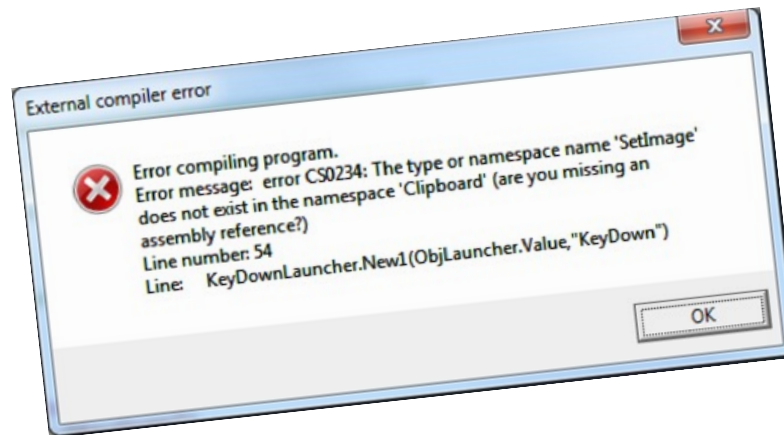 External compiler error
Error compiling program.
Error message: error CS0234: The type or namespace name 'SetImage'
does not exist in the namespace 'Clipboard' (are you missing an
assembly reference?)
Line number: 54
Line: KeyDownLauncher.New1(ObjLauncher.Value,"KeyDown")
OK